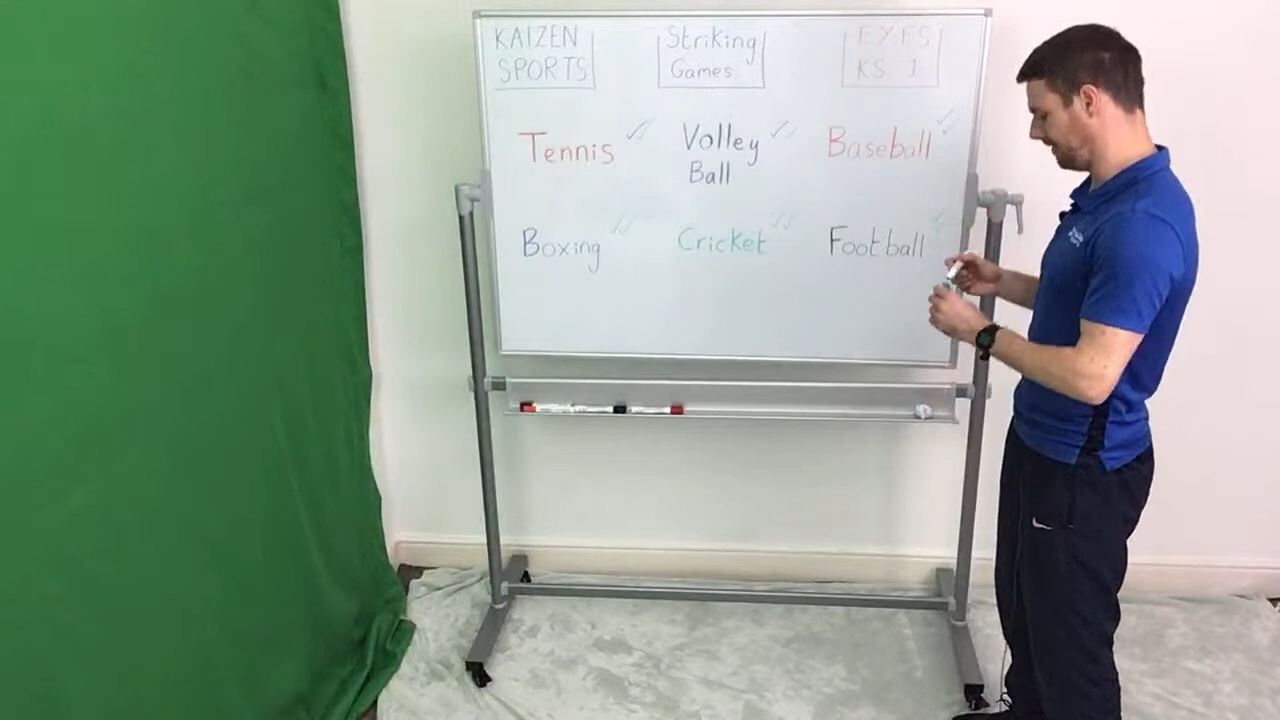 KAIZEN
SPORTS
Striking
Games
EYFS
KS 1
Tennis
Volley
Ball
Baseball
Boxing
Cricket
Football